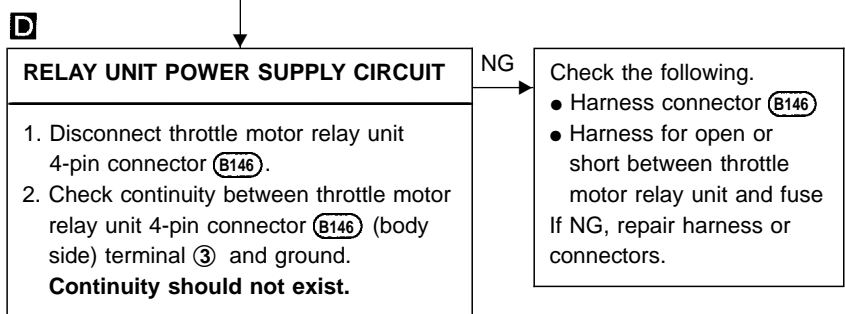 D
RELAY UNIT POWER SUPPLY CIRCUIT
1. Disconnect throttle motor relay unit
4-pin connector (B146).
2. Check continuity between throttle motor
relay unit 4-pin connector (B146) (body
side) terminal ③ and ground.
Continuity should not exist.
NG
Check the following.
● Harness connector (B146)
● Harness for open or
short between throttle
motor relay unit and fuse
If NG, repair harness or
connectors.